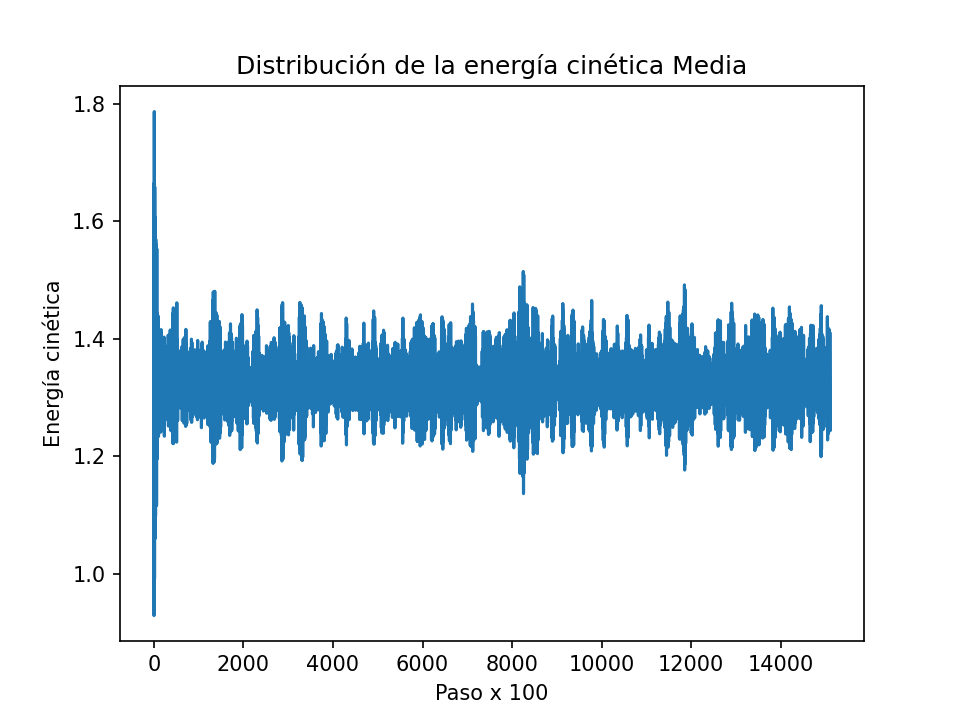 Distribución de la energía cinética Media
Energía cinética
1.8
1.6
1.4
1.2
1.0
0 2000 4000 6000 8000 10000 12000 14000
Paso x 100